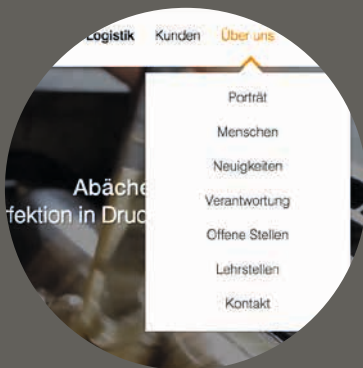 Logistik Kunden Über uns
Porträt
Menschen
Neuigkeiten
Verantwortung
Offene Stellen
Lehrstellen
Kontakt
Abäche
fektion in Druc